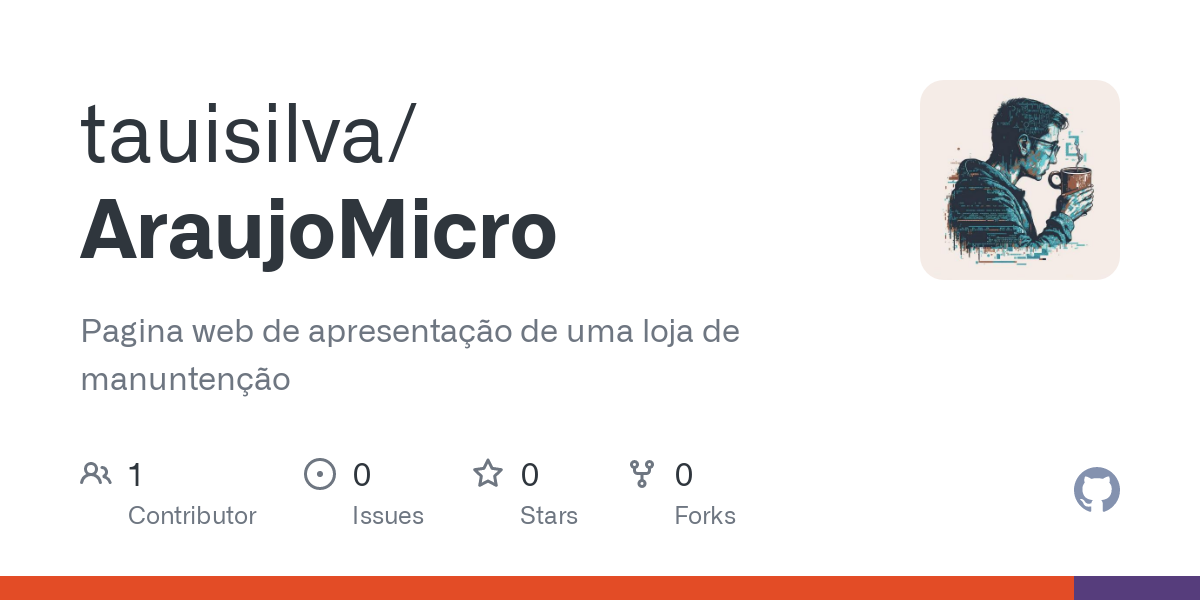 tauisilva/
AraujoMicro
Pagina web de apresentação de uma loja de
manuntenção
1
Contributor
0
Issues
0
Stars
0
Forks